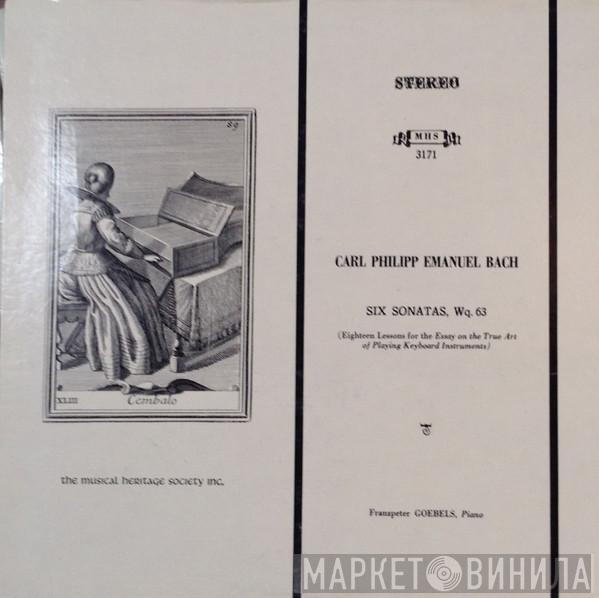 89
XLIII
Cembalo
the musical heritage society inc.
STEREO
MHS
3171
CARL PHILIPP EMANUEL BACH
SIX SONATAS, Wq. 63
(Eighteen Lessons for the Essay on the True Art
of Playing Keyboard Instruments)
Franzpeter GOEBELS, Piano
МАРКЕТ ВИНИЛА